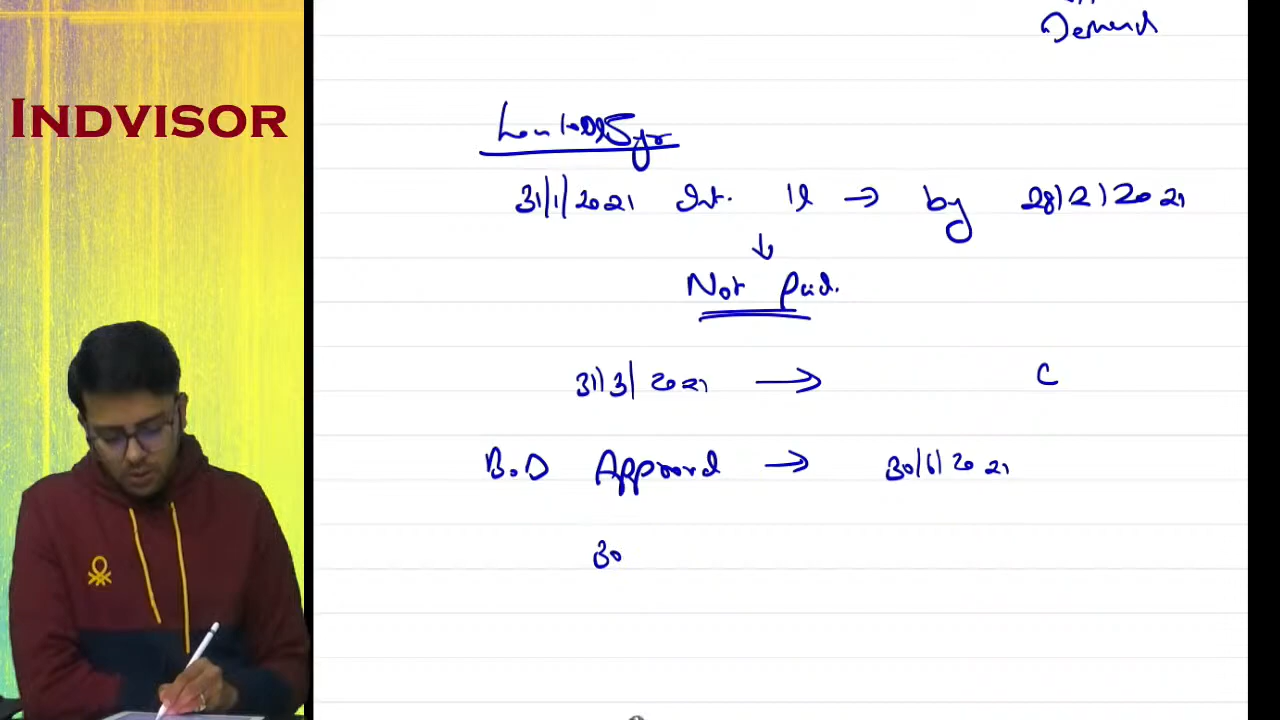 INDVISOR
Demand
5yr
31/1/2021 Int. 1l → by 28/2/2021
↓
Not Paid.
31/3/2021 → C
B.O.D Approved → 30/6/2021
30